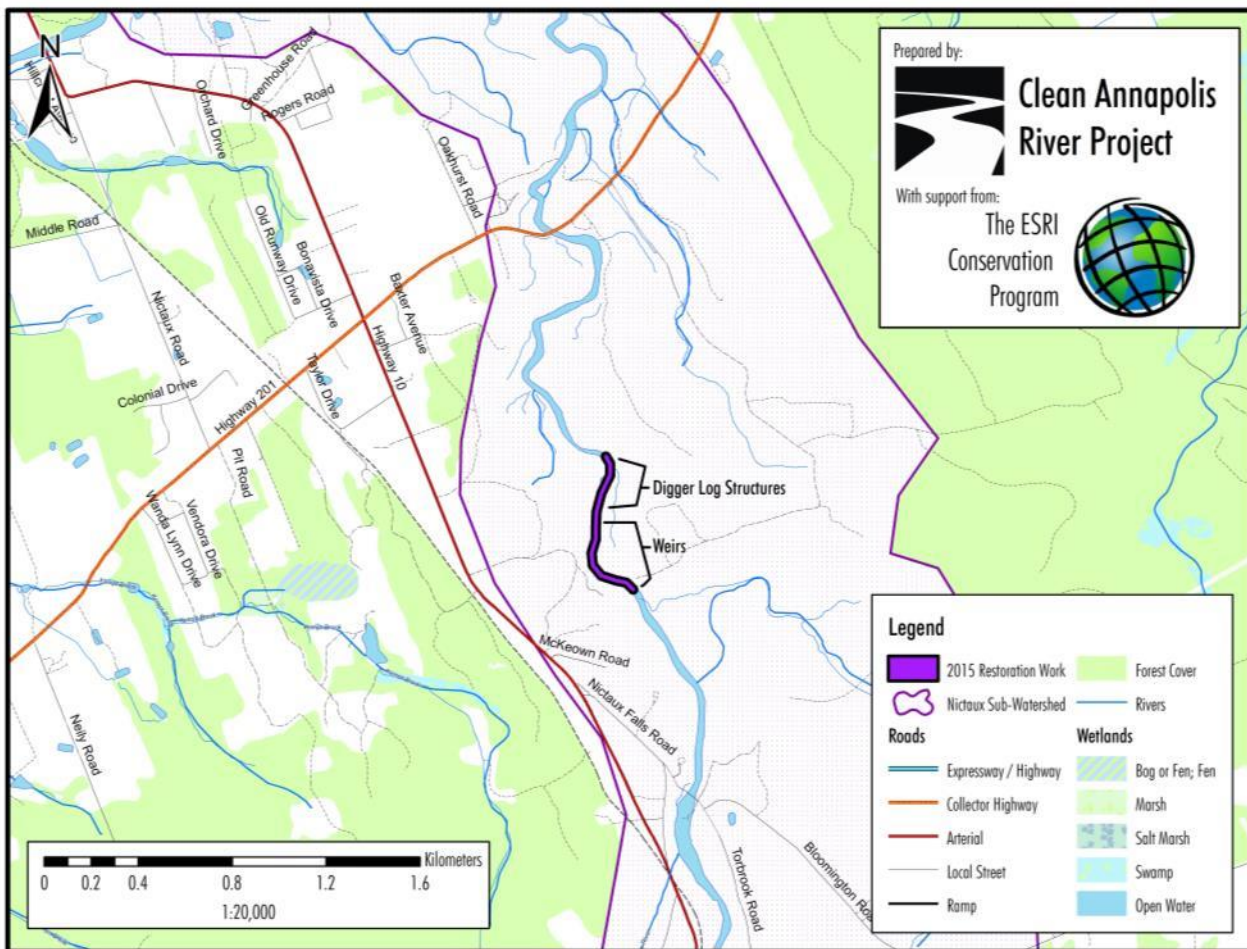 N
Greenhouse Road
Rogers Road
Orchard Drive
Oakhurst Road
Middle Road
Old Runway Drive
Bonavista Drive
Baxter Avenue
Nictaux Road
Highway 10
Taylor Drive
Colonial Drive
Highway 201
Pit Road
Wanda Lynn Drive
Vendora Drive
Neily Road
McKeown Road
Nictaux Falls Road
Torbrook Road
Bloomington Road
Digger Log Structures
Weirs
Prepared by:
Clean Annapolis
River Project
With support from:
The ESRI
Conservation
Program
Legend
2015 Restoration Work
Nictaux Sub-Watershed
Roads
Expressway / Highway
Collector Highway
Arterial
Local Street
Ramp
Forest Cover
Rivers
Wetlands
Bog or Fen; Fen
Marsh
Salt Marsh
Swamp
Open Water
Kilometers
0 0.2 0.4 0.8 1.2 1.6
1:20,000